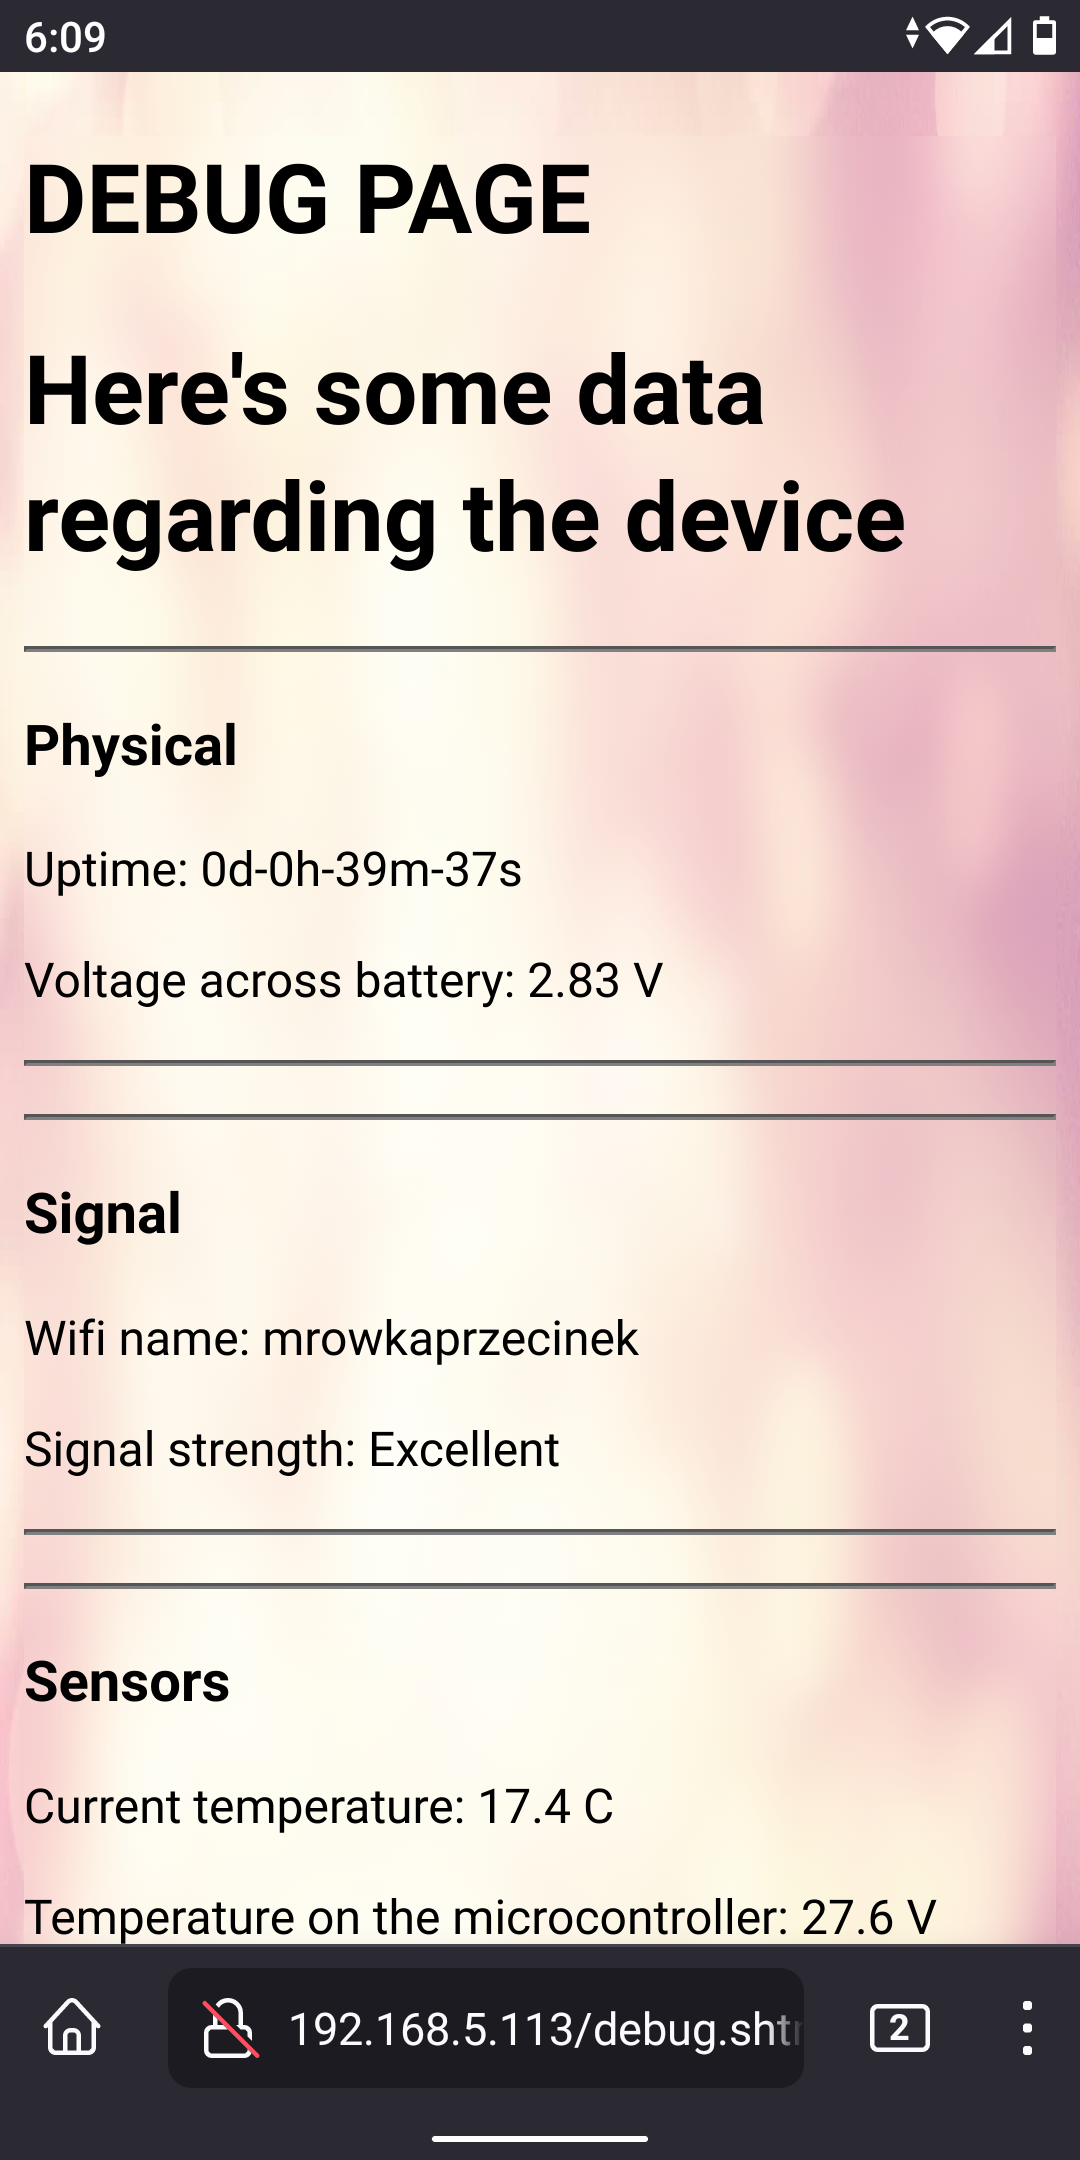 6:09
DEBUG PAGE
Here's some data
regarding the device
Physical
Uptime: 0d-0h-39m-37s
Voltage across battery: 2.83 V
Signal
Wifi name: mrowkaprzecinek
Signal strength: Excellent
Sensors
Current temperature: 17.4 C
Temperature on the microcontroller: 27.6 V
192.168.5.113/debug.sht
2